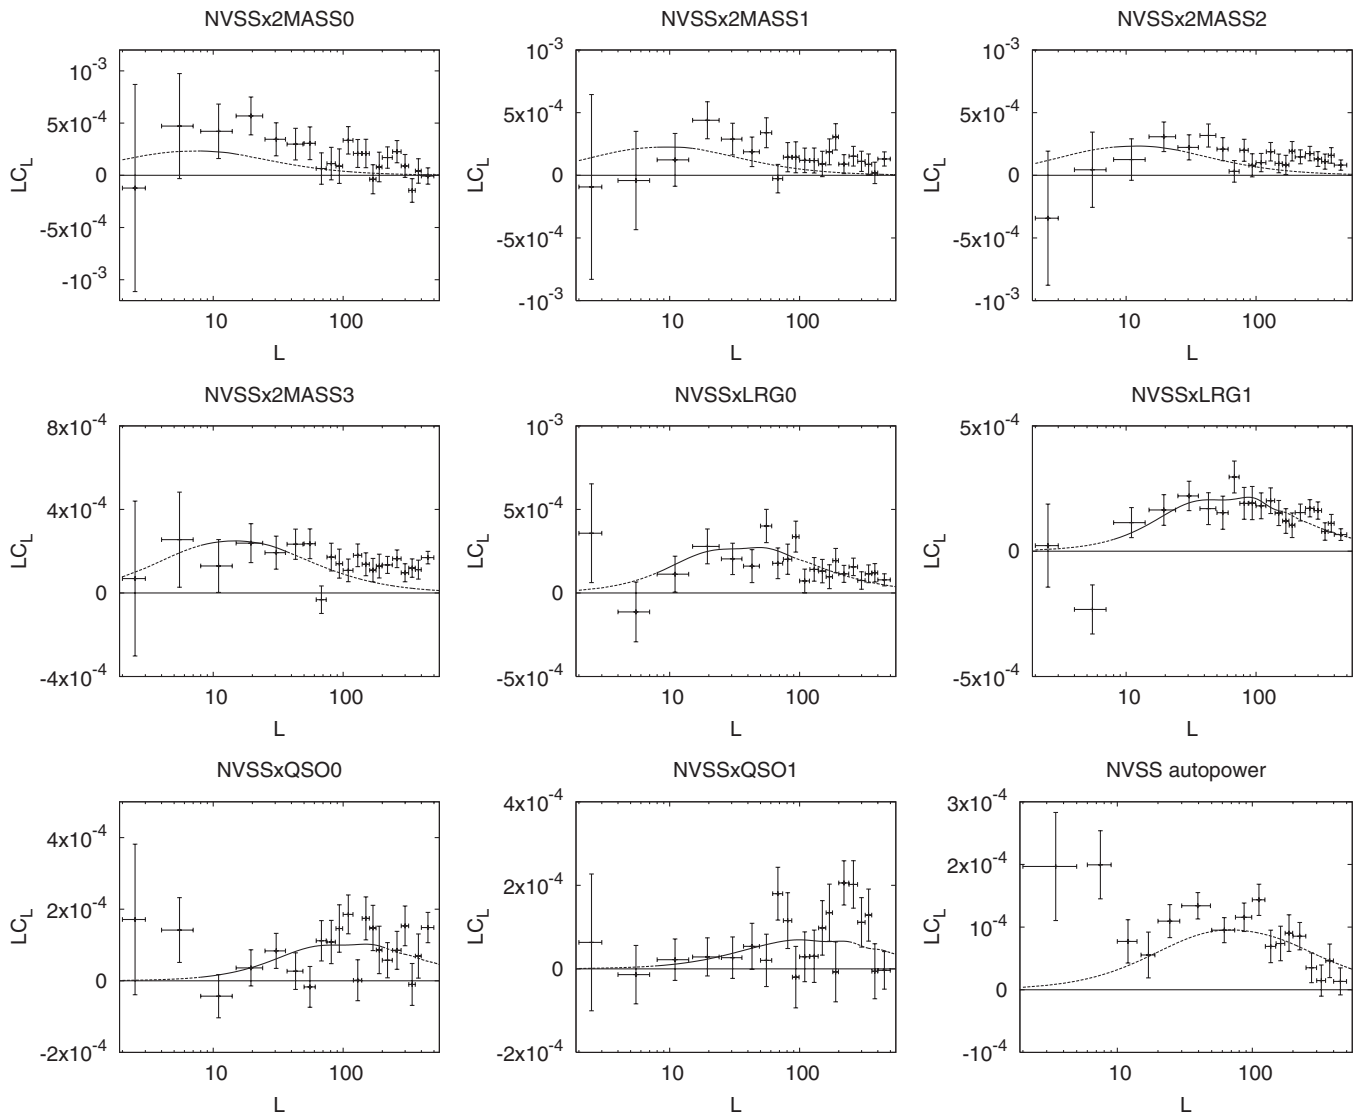 NVSSx2MASS0
NVSSx2MASS1
NVSSx2MASS2
10⁻³
5x10⁻⁴
0
-5x10⁻⁴
-10⁻³
LC_L
10
100
L
10⁻³
5x10⁻⁴
0
-5x10⁻⁴
-10⁻³
LC_L
10
100
L
10⁻³
5x10⁻⁴
0
-5x10⁻⁴
-10⁻³
LC_L
10
100
L
NVSSx2MASS3
NVSSxLRG0
NVSSxLRG1
8x10⁻⁴
4x10⁻⁴
0
-4x10⁻⁴
LC_L
10
100
L
10⁻³
5x10⁻⁴
0
-5x10⁻⁴
LC_L
10
100
L
5x10⁻⁴
0
-5x10⁻⁴
LC_L
10
100
L
NVSSxQSO0
NVSSxQSO1
NVSS autopower
4x10⁻⁴
2x10⁻⁴
0
-2x10⁻⁴
LC_L
10
100
L
4x10⁻⁴
2x10⁻⁴
0
-2x10⁻⁴
LC_L
10
100
L
3x10⁻⁴
2x10⁻⁴
10⁻⁴
0
-10⁻⁴
LC_L
10
100
L